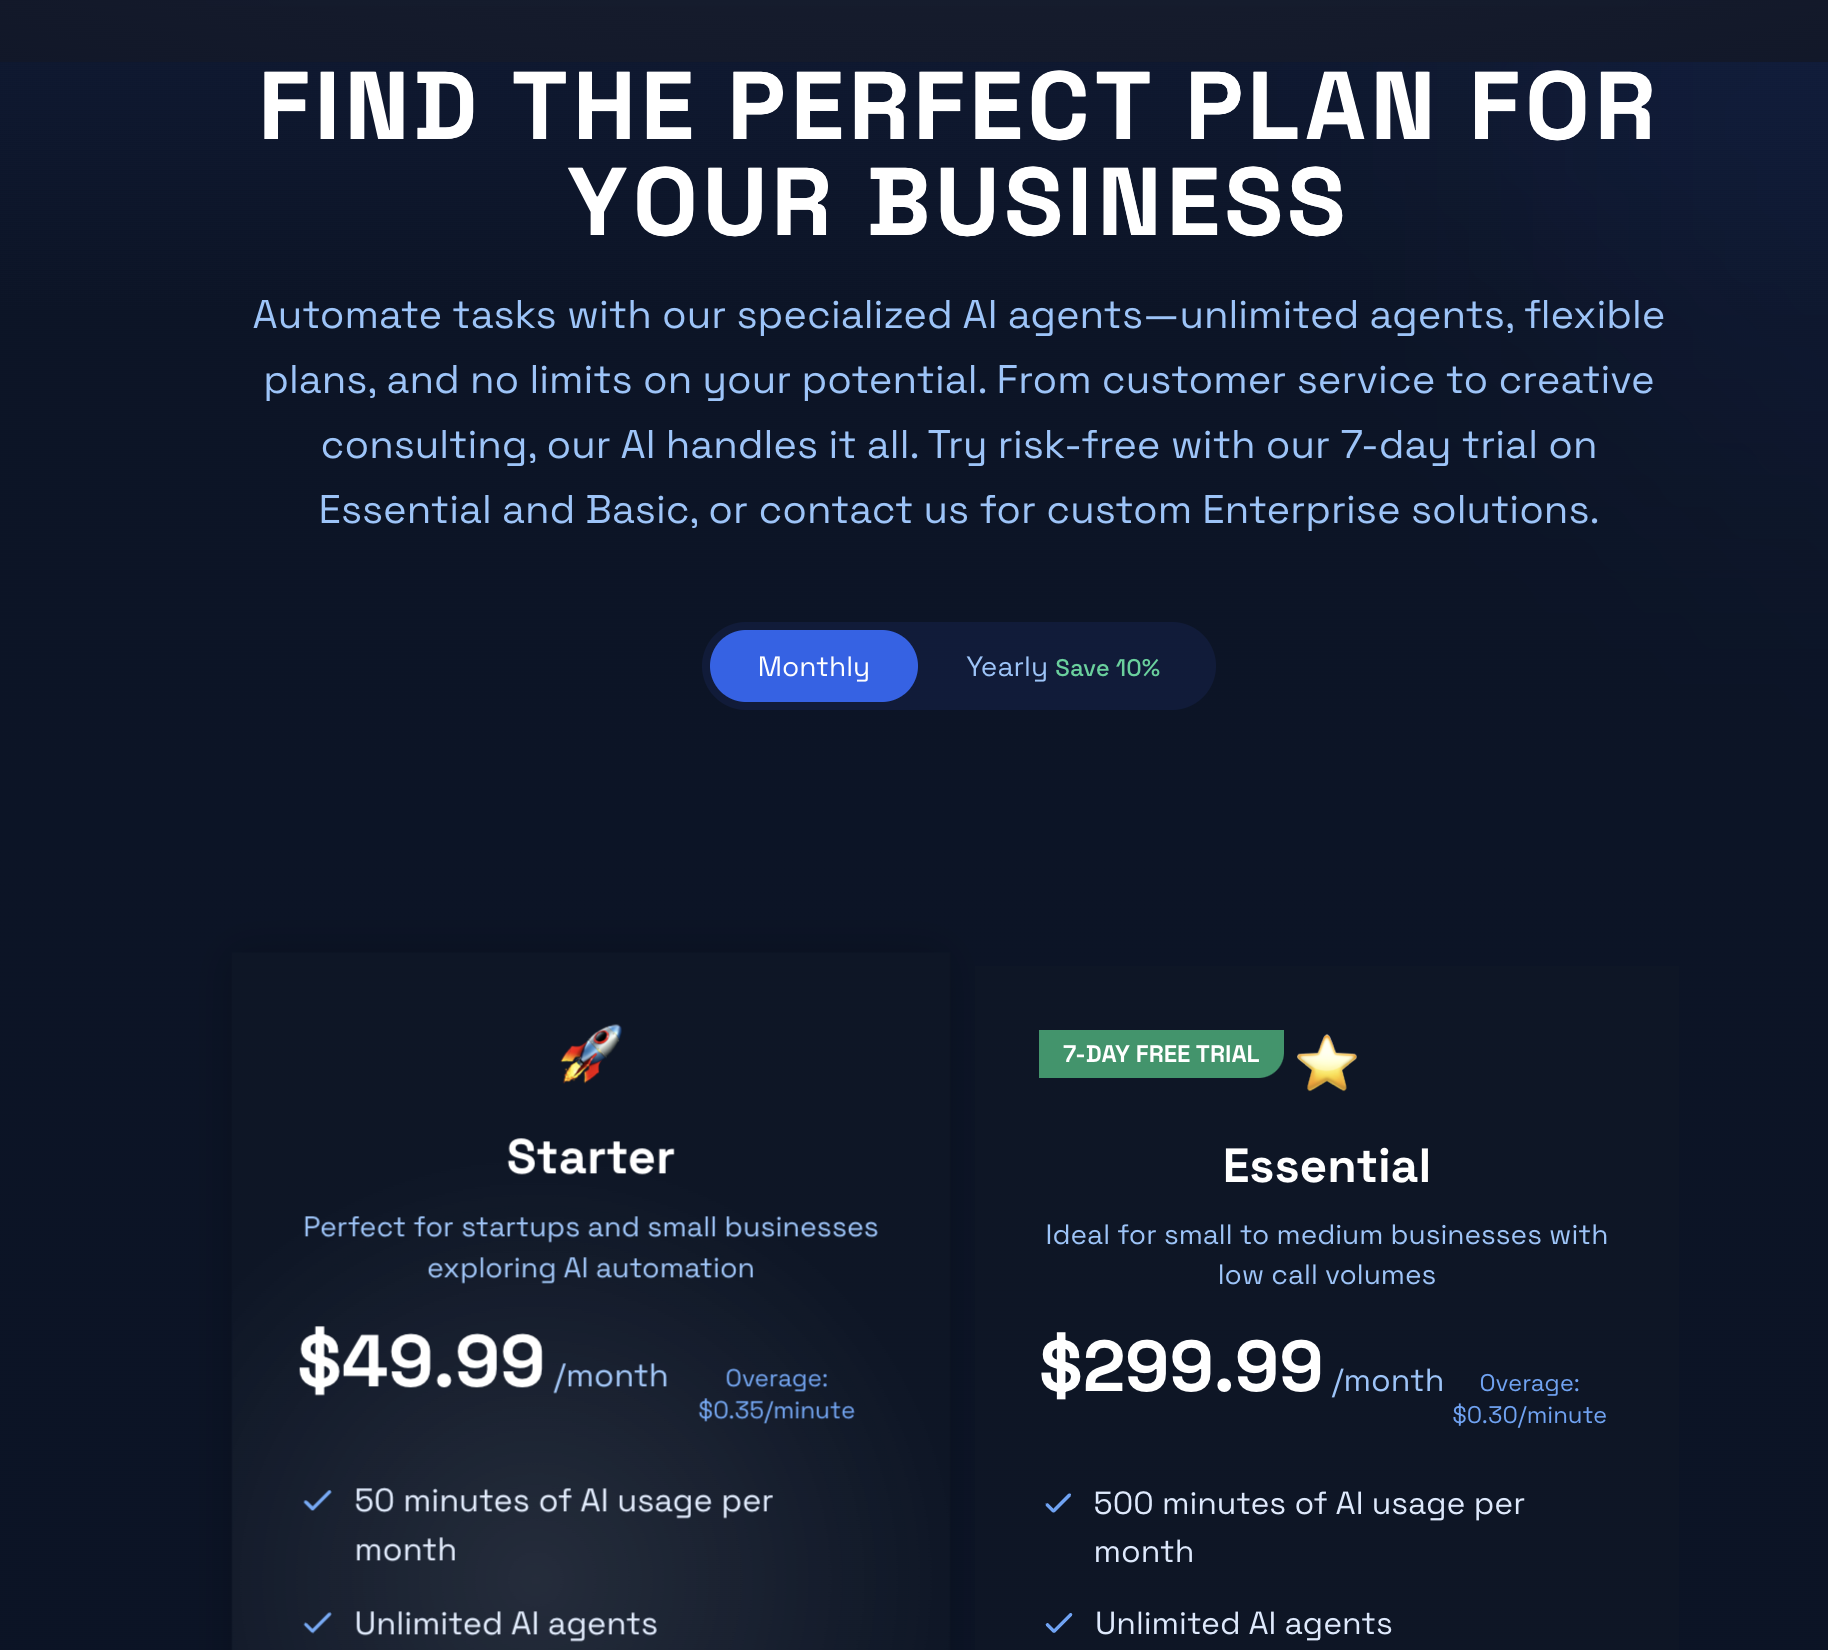 FIND THE PERFECT PLAN FOR
YOUR BUSINESS
Automate tasks with our specialized AI agents—unlimited agents, flexible
plans, and no limits on your potential. From customer service to creative
consulting, our AI handles it all. Try risk-free with our 7-day trial on
Essential and Basic, or contact us for custom Enterprise solutions.
Monthly
Yearly Save 10%
Starter
Perfect for startups and small businesses
exploring AI automation
$49.99 /month
Overage:
$0.35/minute
50 minutes of AI usage per
month
Unlimited AI agents
7-DAY FREE TRIAL
Essential
Ideal for small to medium businesses with
low call volumes
$299.99 /month
Overage:
$0.30/minute
500 minutes of AI usage per
month
Unlimited AI agents